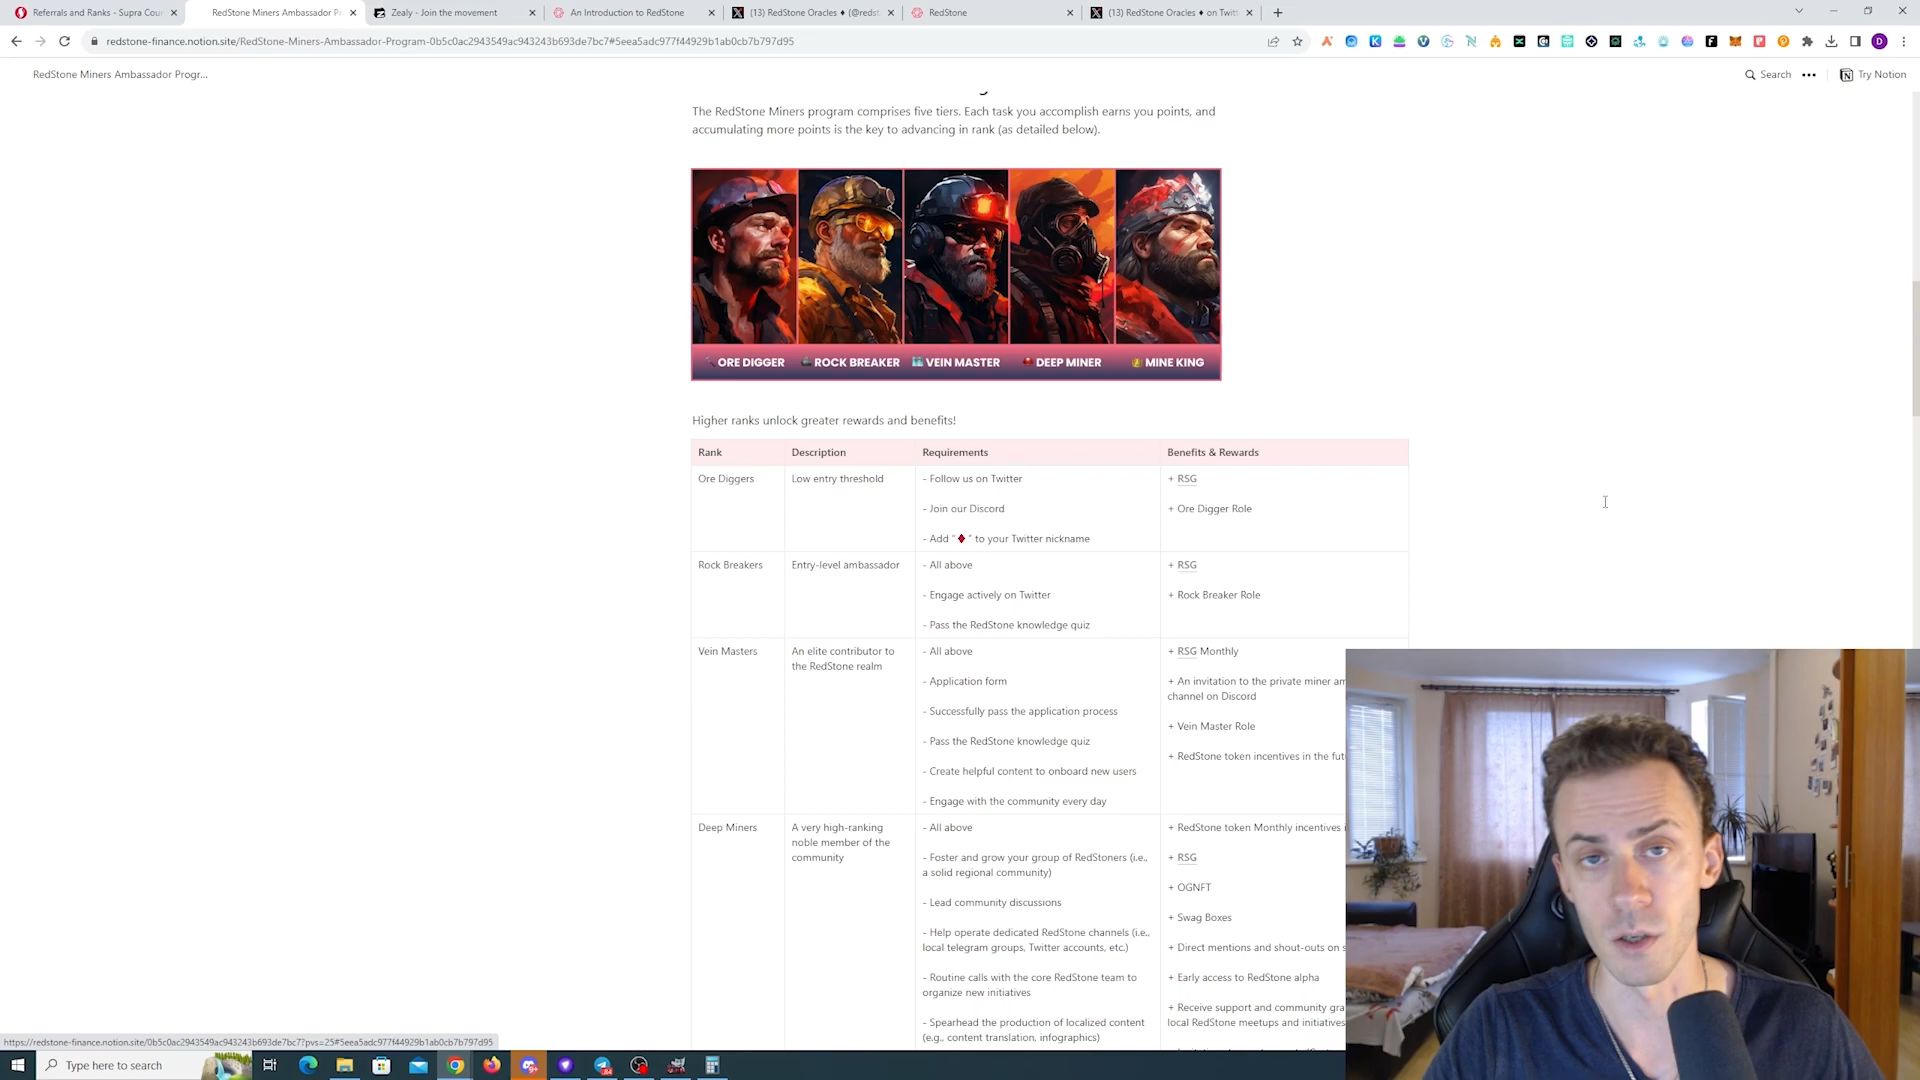 Referrals and Ranks - Supra Cou
RedStone Miners Ambassador Pr
Zealy - Join the movement
An Introduction to RedStone
(13) RedStone Oracles ♦ (@redst
RedStone
(13) RedStone Oracles ♦ on Twitt
redstone-finance.notion.site/RedStone-Miners-Ambassador-Program-0b5c0ac2943549ac943243b693de7bc7#5eea5adc977f44929b1ab0cb7b797d95
RedStone Miners Ambassador Progr...
Search
Try Notion
The RedStone Miners program comprises five tiers. Each task you accomplish earns you points, and
accumulating more points is the key to advancing in rank (as detailed below).
ORE DIGGER
ROCK BREAKER
VEIN MASTER
DEEP MINER
MINE KING
Higher ranks unlock greater rewards and benefits!
Rank
Description
Requirements
Benefits & Rewards
Ore Diggers
Low entry threshold
- Follow us on Twitter
- Join our Discord
- Add "♦" to your Twitter nickname
+ RSG
+ Ore Digger Role
Rock Breakers
Entry-level ambassador
- All above
- Engage actively on Twitter
- Pass the RedStone knowledge quiz
+ RSG
+ Rock Breaker Role
Vein Masters
An elite contributor to
the RedStone realm
- All above
- Application form
- Successfully pass the application process
- Pass the RedStone knowledge quiz
- Create helpful content to onboard new users
- Engage with the community every day
+ RSG Monthly
+ An invitation to the private miner am
channel on Discord
+ Vein Master Role
+ RedStone token incentives in the fut
Deep Miners
A very high-ranking
noble member of the
community
- All above
- Foster and grow your group of RedStoners (i.e.,
a solid regional community)
- Lead community discussions
- Help operate dedicated RedStone channels (i.e.,
local telegram groups, Twitter accounts, etc.)
- Routine calls with the core RedStone team to
organize new initiatives
- Spearhead the production of localized content
(e.g., content translation, infographics)
+ RedStone token Monthly incentives i
+ RSG
+ OGNFT
+ Swag Boxes
+ Direct mentions and shout-outs on s
+ Early access to RedStone alpha
+ Receive support and community gra
local RedStone meetups and initiatives
https://redstone-finance.notion.site/0b5c0ac2943549ac943243b693de7bc7?pvs=25#5eea5adc977f44929b1ab0cb7b797d95
Type here to search